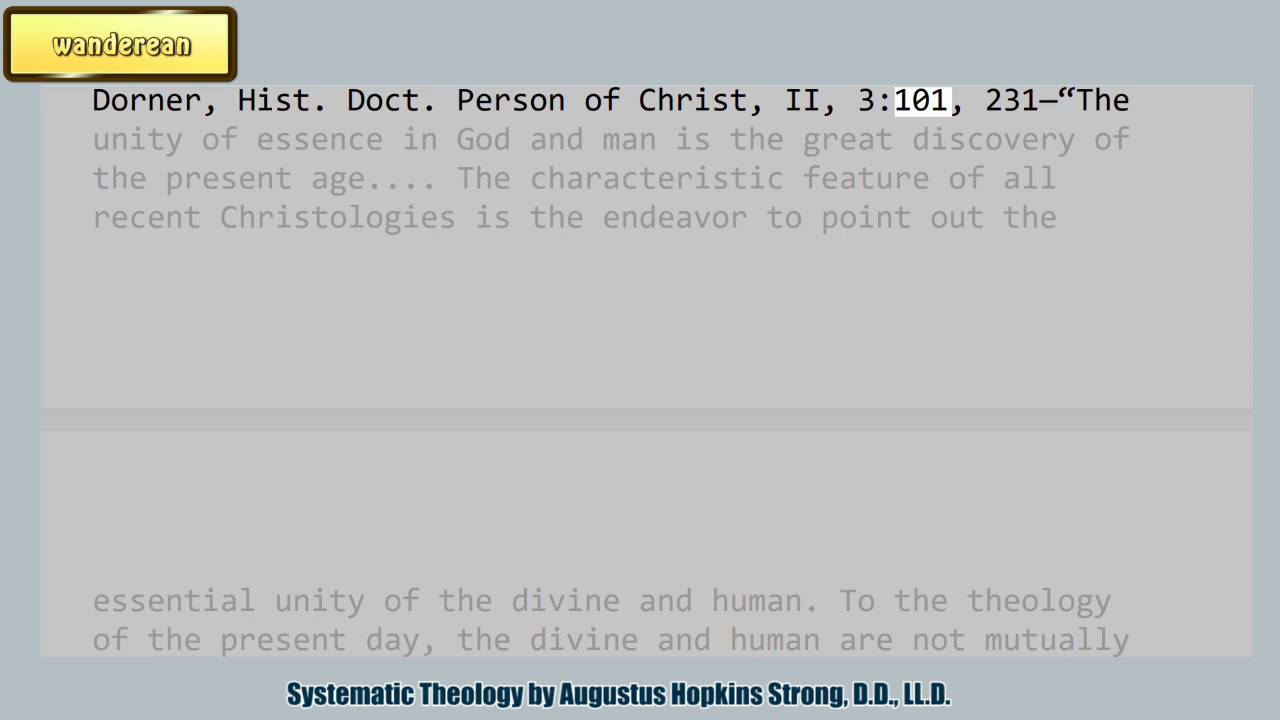 wanderean
Dorner, Hist. Doct. Person of Christ, II, 3:101, 231—“The
unity of essence in God and man is the great discovery of
the present age.... The characteristic feature of all
recent Christologies is the endeavor to point out the
essential unity of the divine and human. To the theology
of the present day, the divine and human are not mutually
Systematic Theology by Augustus Hopkins Strong, D.D., LL.D.